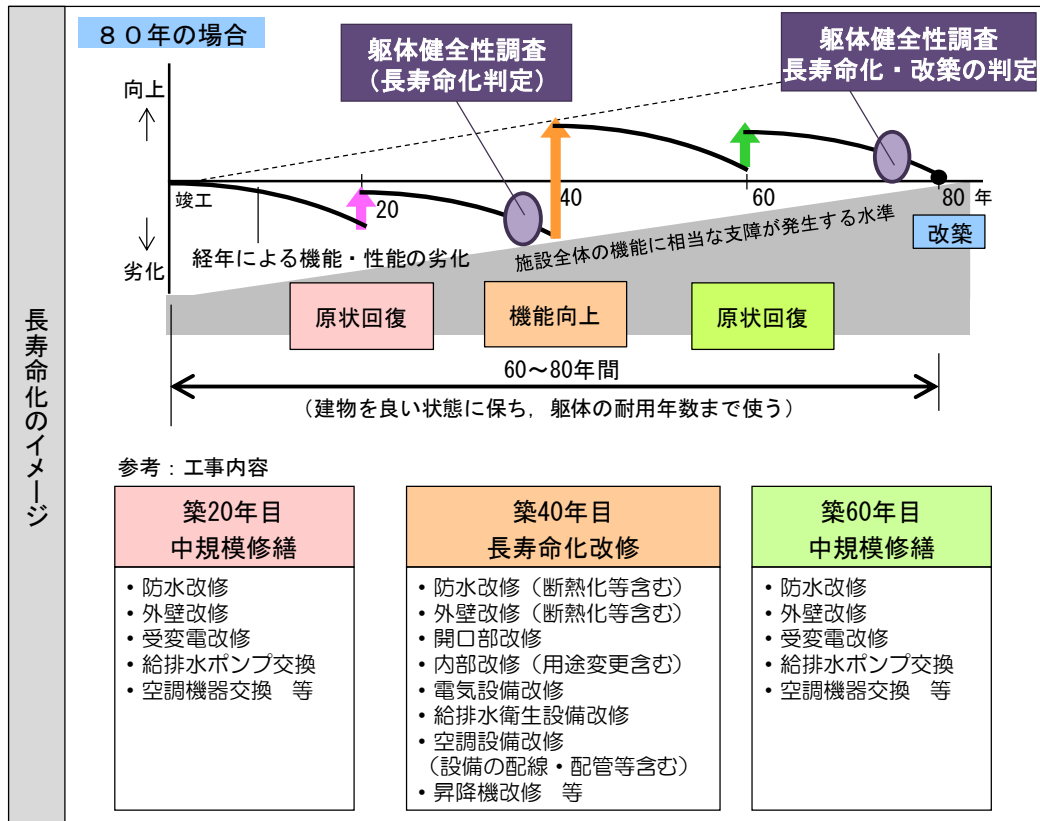 長寿命化のイメージ
８０年の場合
躯体健全性調査
（長寿命化判定）
躯体健全性調査
長寿命化・改築の判定
向上
劣化
竣工
20
40
60
80 年
経年による機能・性能の劣化
施設全体の機能に相当な支障が発生する水準
改築
原状回復
機能向上
原状回復
60～80年間
（建物を良い状態に保ち，躯体の耐用年数まで使う）
参考：工事内容
築20年目
中規模修繕
・防水改修
・外壁改修
・受変電改修
・給排水ポンプ交換
・空調機器交換　等
築40年目
長寿命化改修
・防水改修（断熱化等含む）
・外壁改修（断熱化等含む）
・開口部改修
・内部改修（用途変更含む）
・電気設備改修
・給排水衛生設備改修
・空調設備改修
（設備の配線・配管等含む）
・昇降機改修　等
築60年目
中規模修繕
・防水改修
・外壁改修
・受変電改修
・給排水ポンプ交換
・空調機器交換　等